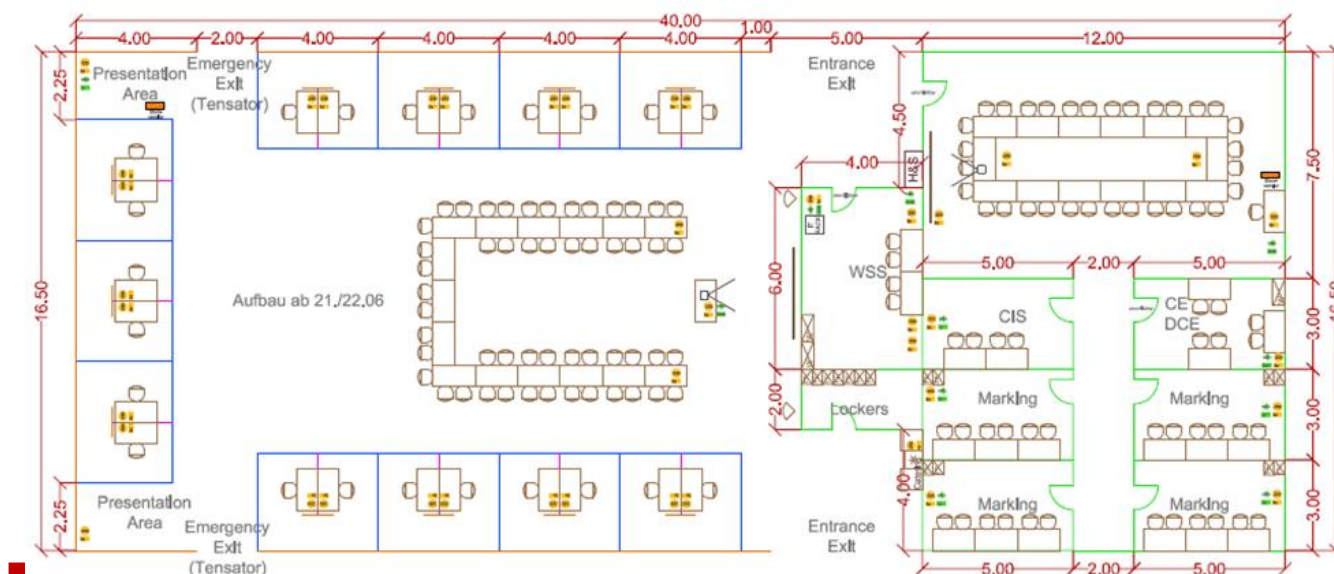 40.00
4.00
2.00
4.00
4.00
4.00
4.00
1.00
5.00
12.00
2.25
Presentation
Area
Emergency
Exit
(Tensator)
Entrance
Exit
4.50
7.50
16.50
16.50
4.00
H&S
6.00
WSS
5.00
2.00
5.00
Aufbau ab 21./22.06
CIS
CE
DCE
3.00
2.00
Lockers
Marking
Marking
3.00
4.00
Marking
Marking
3.00
2.25
Presentation
Area
Emergency
Exit
(Tensator)
Entrance
Exit
5.00
2.00
5.00